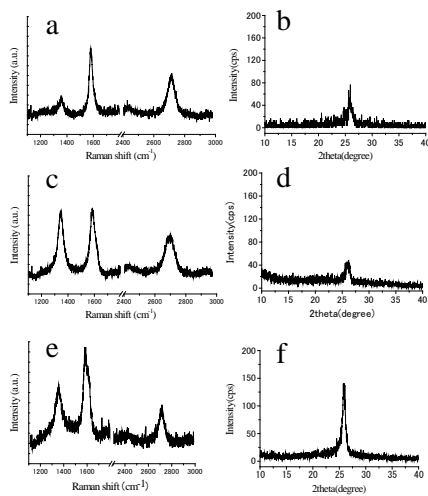 a
Intensity (a.u.)
1200 1400 1600 2400 2600 2800 3000
Raman shift (cm-1)
b
Intensity(cps)
200
160
120
80
40
0
10 15 20 25 30 35 40
2theta(degree)
c
Intensity (a.u.)
1200 1400 1600 2400 2600 2800 3000
Raman shift (cm-1)
d
Intensity(cps)
200
160
120
80
40
0
10 15 20 25 30 35 40
2theta(degree)
e
Intensity (a.u.)
1200 1400 1600 1800 2400 2600 2800 3000
Raman shift (cm-1)
f
Intensity(cps)
200
150
100
50
0
10 15 20 25 30 35 40
2theta(degree)